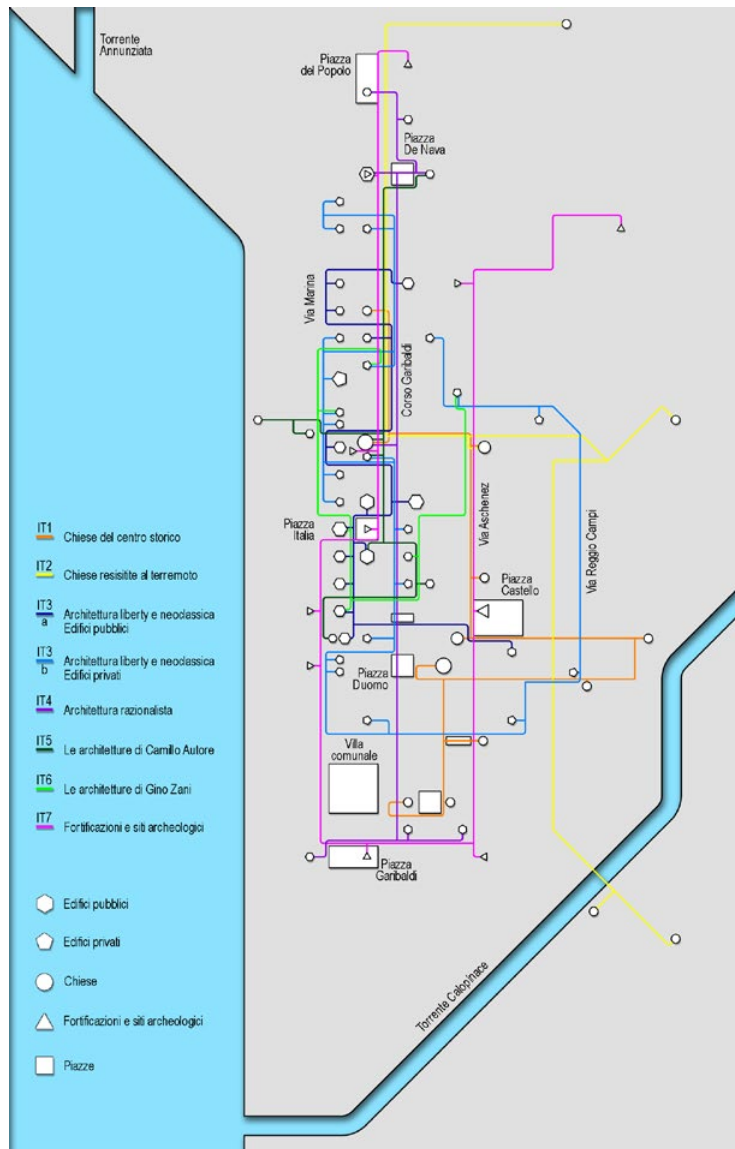 Torrente
Annunziata
Piazza
del Popolo
Piazza
De Nava
Via Marina
Corso Garibaldi
Piazza
Italia
Via Aschenez
Piazza
Castello
Via Reggio Campi
Piazza
Duomo
Villa
comunale
Piazza
Garibaldi
Torrente Calopinace
IT1 Chiese del centro storico
IT2 Chiese resisitite al terremoto
IT3 a Architettura liberty e neoclassica
Edifici pubblici
IT3 b Architettura liberty e neoclassica
Edifici privati
IT4 Architettura razionalista
IT5 Le architetture di Camillo Autore
IT6 Le architetture di Gino Zani
IT7 Fortificazioni e siti archeologici
Edifici pubblici
Edifici privati
Chiese
Fortificazioni e siti archeologici
Piazze